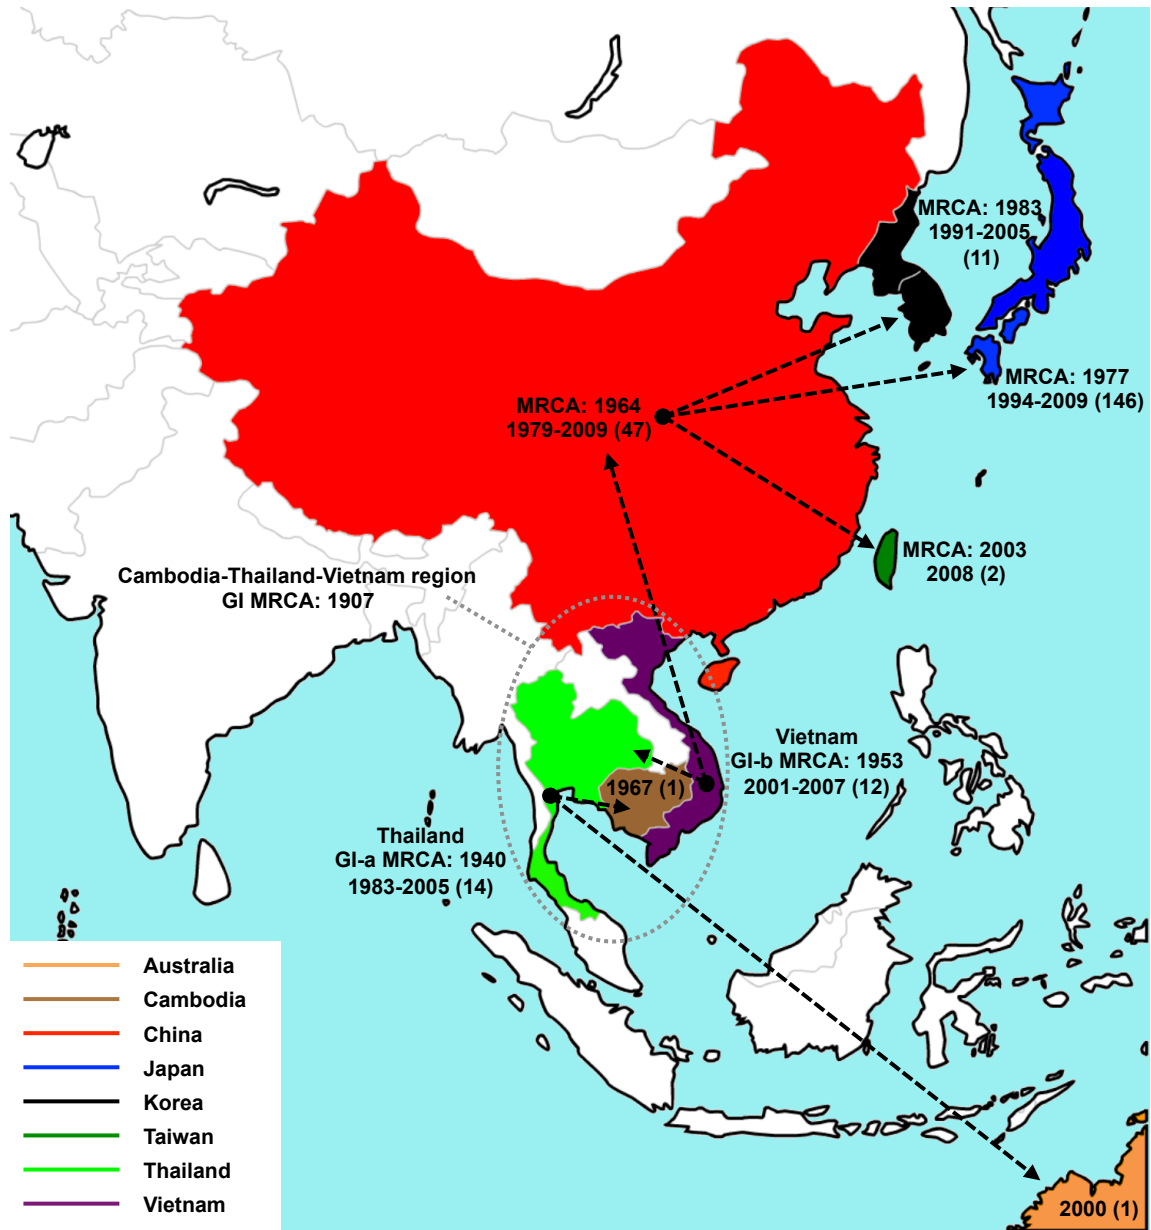 MRCA: 1983
1991-2005
(11)
MRCA: 1977
1994-2009 (146)
MRCA: 1964
1979-2009 (47)
MRCA: 2003
2008 (2)
Cambodia-Thailand-Vietnam region
GI MRCA: 1907
Vietnam
GI-b MRCA: 1953
2001-2007 (12)
1967 (1)
Thailand
GI-a MRCA: 1940
1983-2005 (14)
Australia
Cambodia
China
Japan
Korea
Taiwan
Thailand
Vietnam
2000 (1)